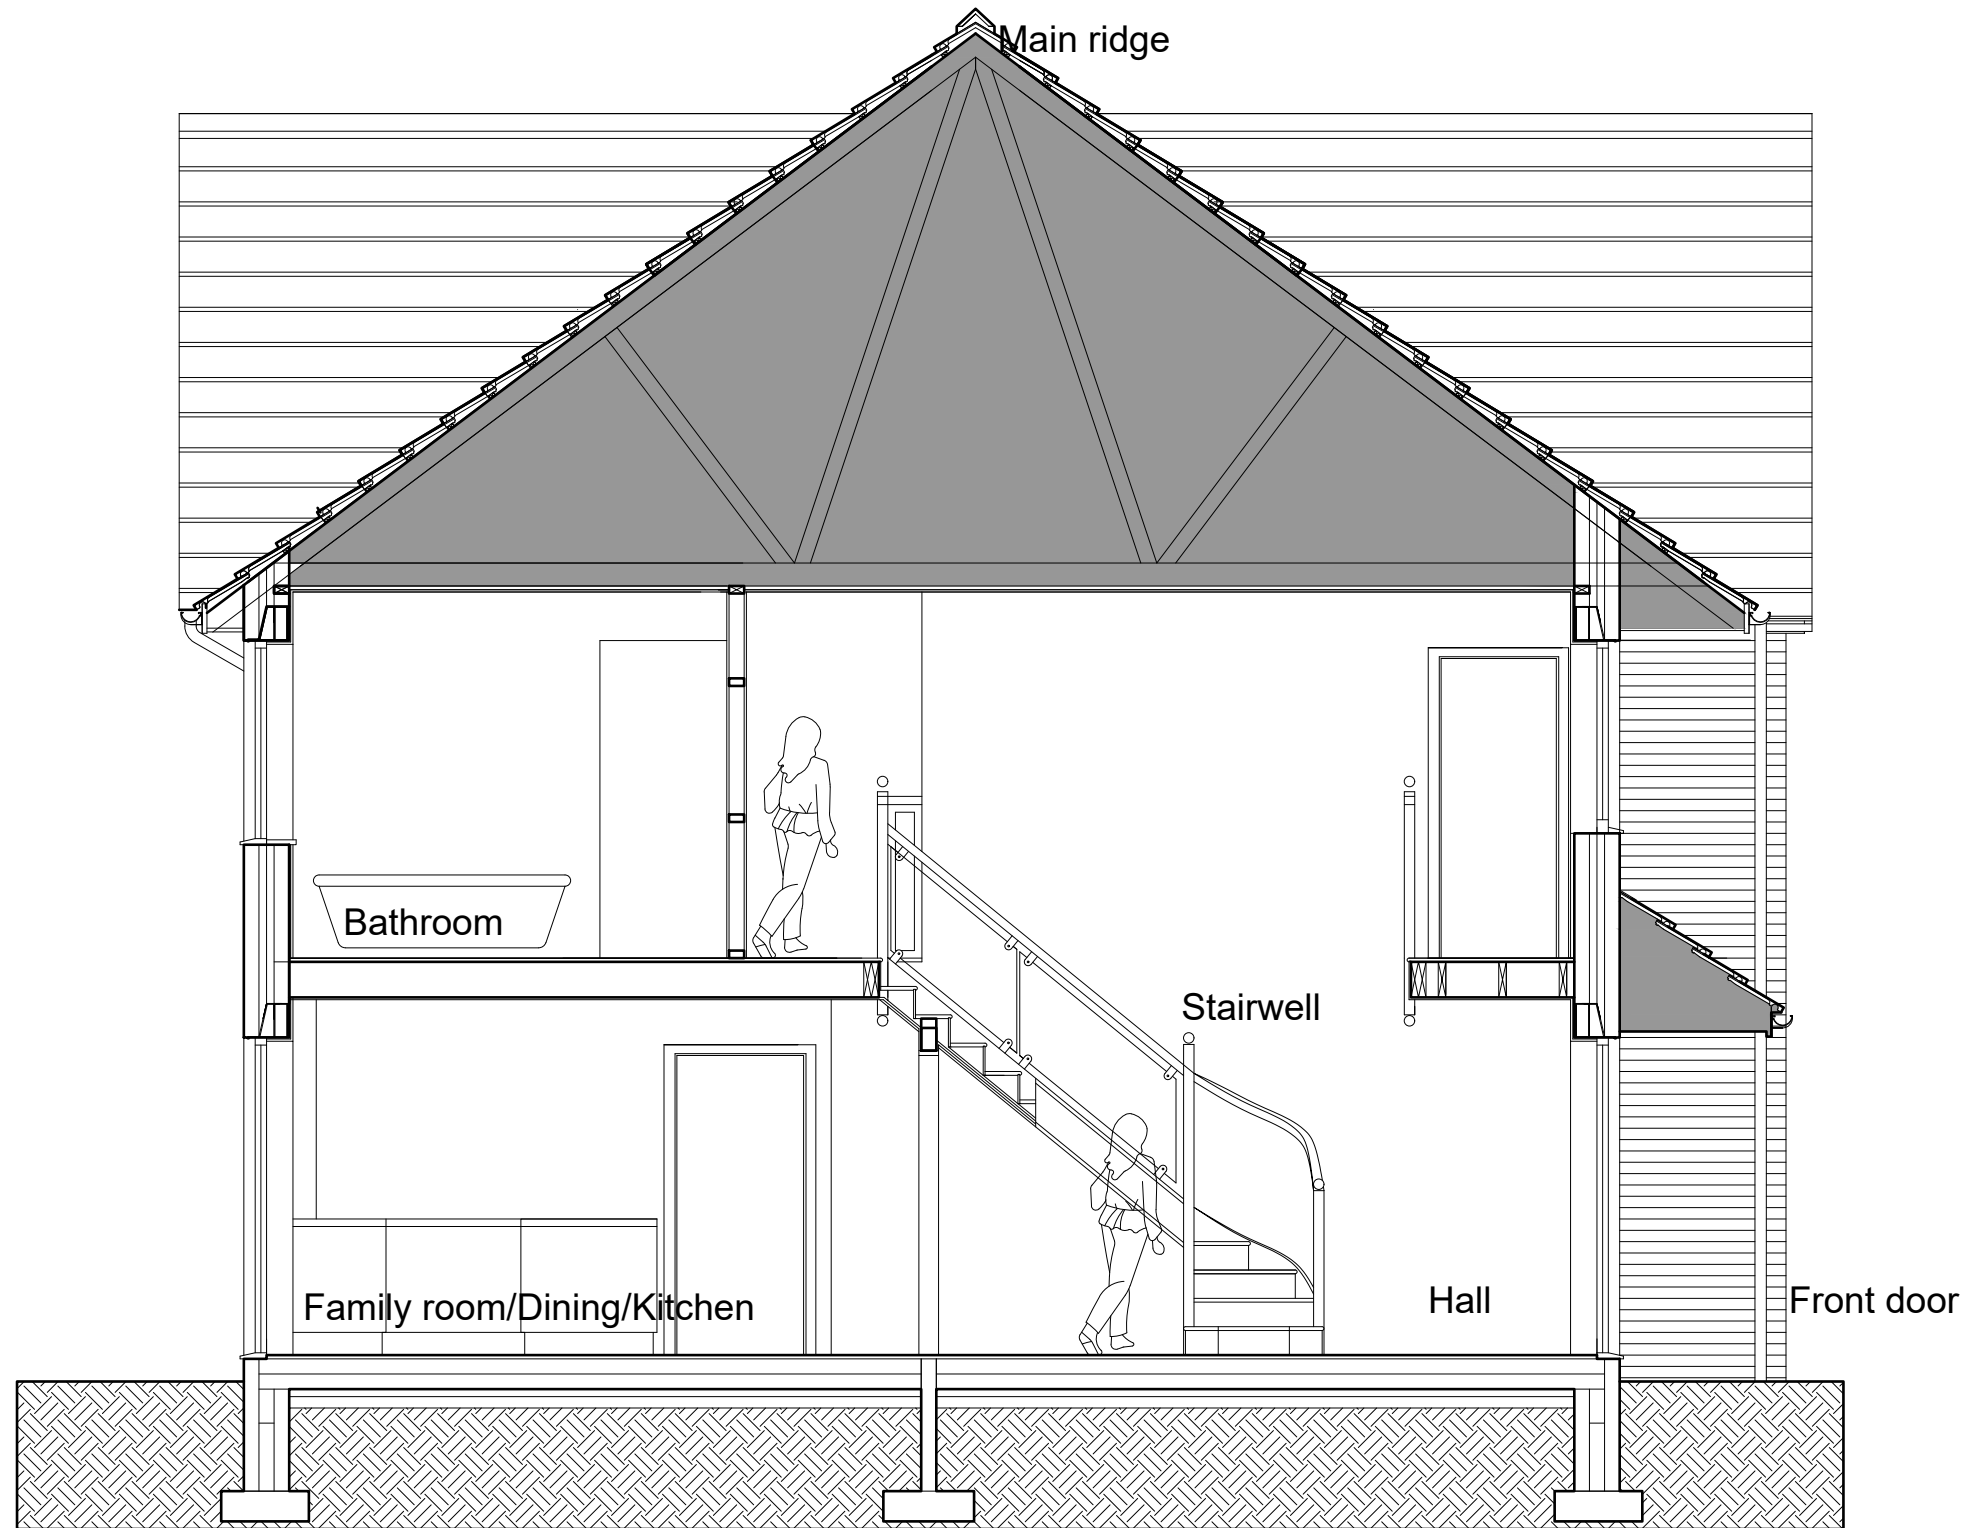 Main ridge
Bathroom
Stairwell
Family room/Dining/Kitchen
Hall
Front door